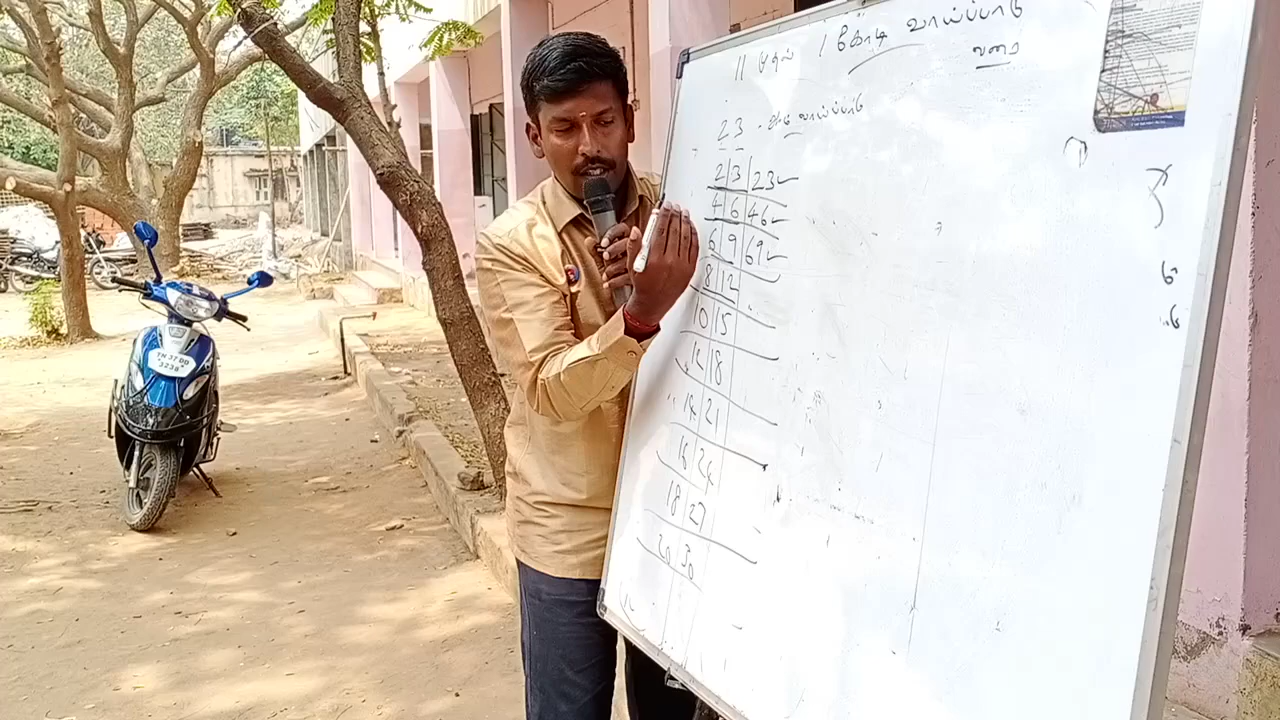 11 முதல் 1 கோடி வாய்ப்பாடு
வரை
23 வாய்ப்பாடு
2 3 23
4 6 46
6 9 69
8 12
10 15
12 18
14 21
16 24
18 27
20 30
TN 37 DD
3238